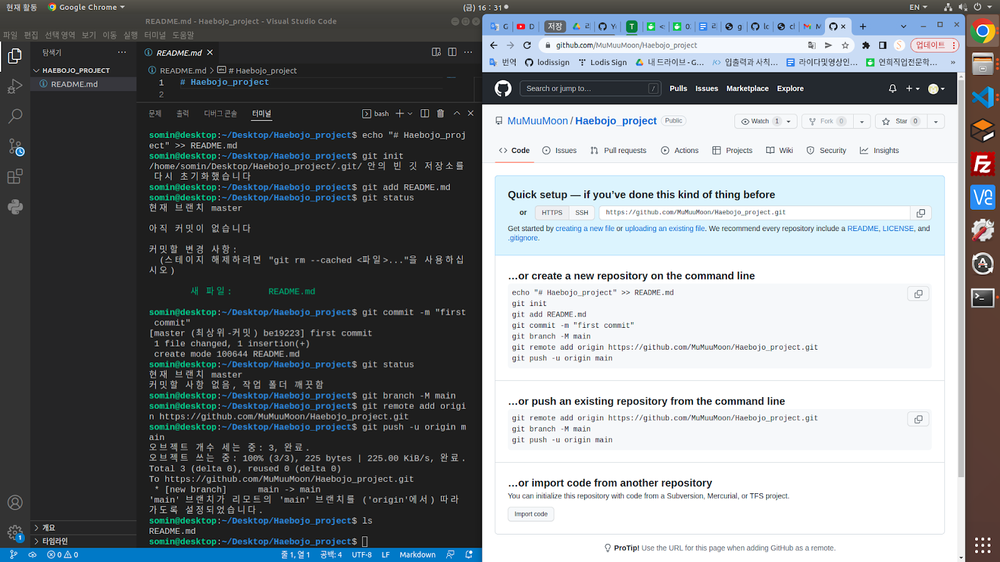 현재 활동 Google Chrome (금) 16 : 31 EN
README.md - Haebojo_project - Visual Studio Code
파일 편집 선택 영역 보기 이동 실행 터미널 도움말
탐색기
HAEBOJO_PROJECT
README.md
개요
타임라인
1
README.md
README.md > # Haebojo_project
1 # Haebojo_project
2
문제 출력 디버그 콘솔 터미널 bash
somin@desktop:~/Desktop/Haebojo_project$ echo "# Haebojo_proj
ect" >> README.md
somin@desktop:~/Desktop/Haebojo_project$ git init
/home/somin/Desktop/Haebojo_project/.git/ 안의 빈 깃 저장소를
다시 초기화했습니다
somin@desktop:~/Desktop/Haebojo_project$ git add README.md
somin@desktop:~/Desktop/Haebojo_project$ git status
현재 브랜치 master
아직 커밋이 없습니다
커밋할 변경 사항:
(스테이지 해제하려면 "git rm --cached <파일>..."을 사용하십
시오)
새 파일: README.md
somin@desktop:~/Desktop/Haebojo_project$ git commit -m "first
commit"
[master (최상위-커밋) be19223] first commit
1 file changed, 1 insertion(+)
create mode 100644 README.md
somin@desktop:~/Desktop/Haebojo_project$ git status
현재 브랜치 master
커밋할 사항 없음, 작업 폴더 깨끗함
somin@desktop:~/Desktop/Haebojo_project$ git branch -M main
somin@desktop:~/Desktop/Haebojo_project$ git remote add origi
n https://github.com/MuMuuMoon/Haebojo_project.git
somin@desktop:~/Desktop/Haebojo_project$ git push -u origin m
ain
오브젝트 개수 세는 중: 3, 완료.
오브젝트 쓰는 중: 100% (3/3), 225 bytes | 225.00 KiB/s, 완료.
Total 3 (delta 0), reused 0 (delta 0)
To https://github.com/MuMuuMoon/Haebojo_project.git
* [new branch] main -> main
'main' 브랜치가 리모트의 'main' 브랜치를 ('origin'에서) 따라
가도록 설정되었습니다.
somin@desktop:~/Desktop/Haebojo_project$ ls
README.md
somin@desktop:~/Desktop/Haebojo_project$
0 0 줄 1, 열 1 공백: 4 UTF-8 LF Markdown
G D 저장 T
github.com/MuMuuMoon/Haebojo_project 업데이트
번역 lodissign Lodis Sign 내 드라이브 - G... 입출력과 사칙... 라이다및영상인... 연희직업전문학... »
Search or jump to... / Pulls Issues Marketplace Explore
MuMuuMoon / Haebojo_project Public Watch 1 Fork 0 Star 0
Code Issues Pull requests Actions Projects Wiki Security Insights
Quick setup — if you've done this kind of thing before
or HTTPS SSH https://github.com/MuMuuMoon/Haebojo_project.git
Get started by creating a new file or uploading an existing file. We recommend every repository include a README, LICENSE, and
.gitignore.
...or create a new repository on the command line
echo "# Haebojo_project" >> README.md
git init
git add README.md
git commit -m "first commit"
git branch -M main
git remote add origin https://github.com/MuMuuMoon/Haebojo_project.git
git push -u origin main
...or push an existing repository from the command line
git remote add origin https://github.com/MuMuuMoon/Haebojo_project.git
git branch -M main
git push -u origin main
...or import code from another repository
You can initialize this repository with code from a Subversion, Mercurial, or TFS project.
Import code
ProTip! Use the URL for this page when adding GitHub as a remote.